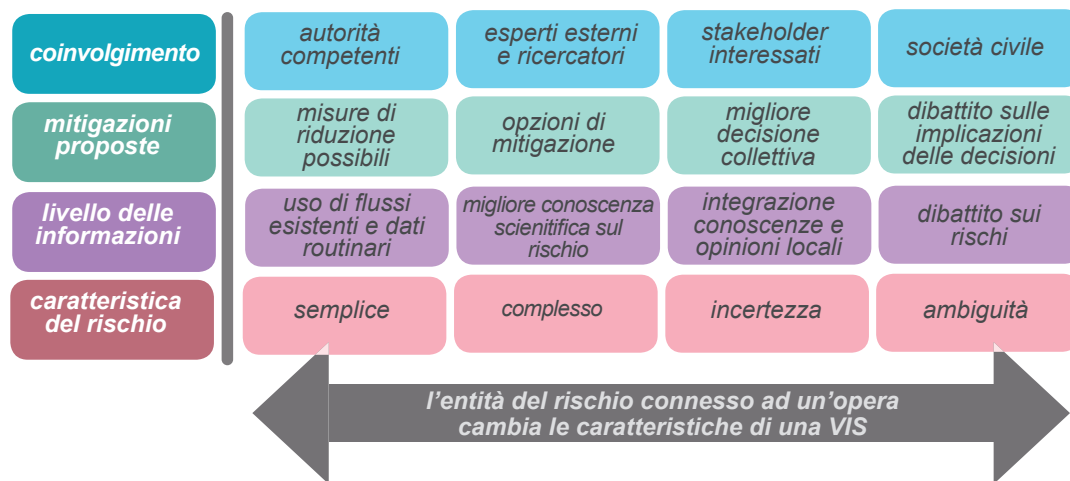 coinvolgimento
autorità
competenti
esperti esterni
e ricercatori
stakeholder
interessati
società civile
mitigazioni
proposte
misure di
riduzione
possibili
opzioni di
mitigazione
migliore
decisione
collettiva
dibattito sulle
implicazioni
delle decisioni
livello delle
informazioni
uso di flussi
esistenti e dati
routinari
migliore conoscenza
scienitifica sul
rischio
integrazione
conoscenze e
opinioni locali
dibattito sui
rischi
caratteristica
del rischio
semplice
complesso
incertezza
ambiguità
l'entità del rischio connesso ad un'opera
cambia le caratteristiche di una VIS